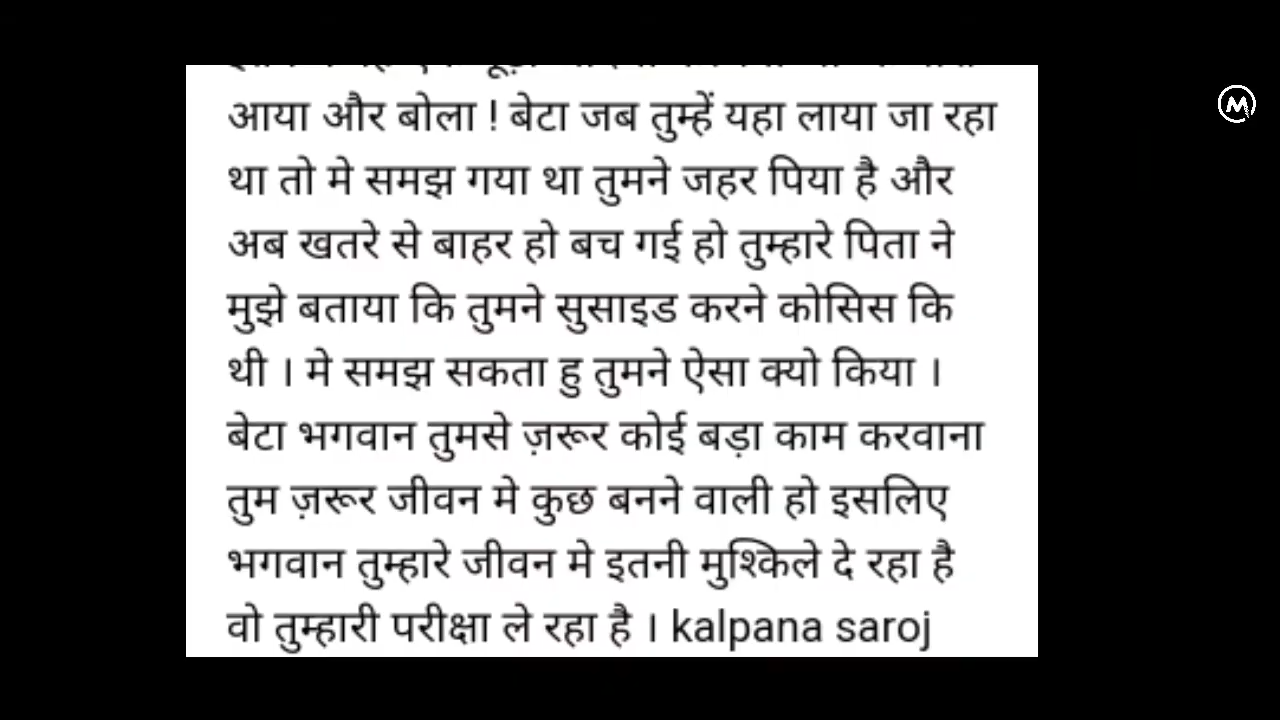 आया और बोला ! बेटा जब तुम्हें यहा लाया जा रहा
था तो मे समझ गया था तुमने जहर पिया है और
अब खतरे से बाहर हो बच गई हो तुम्हारे पिता ने
मुझे बताया कि तुमने सुसाइड करने कोसिस कि
थी । मे समझ सकता हु तुमने ऐसा क्यो किया ।
बेटा भगवान तुमसे ज़रूर कोई बड़ा काम करवाना
तुम ज़रूर जीवन मे कुछ बनने वाली हो इसलिए
भगवान तुम्हारे जीवन मे इतनी मुश्किले दे रहा है
वो तुम्हारी परीक्षा ले रहा है । kalpana saroj
M